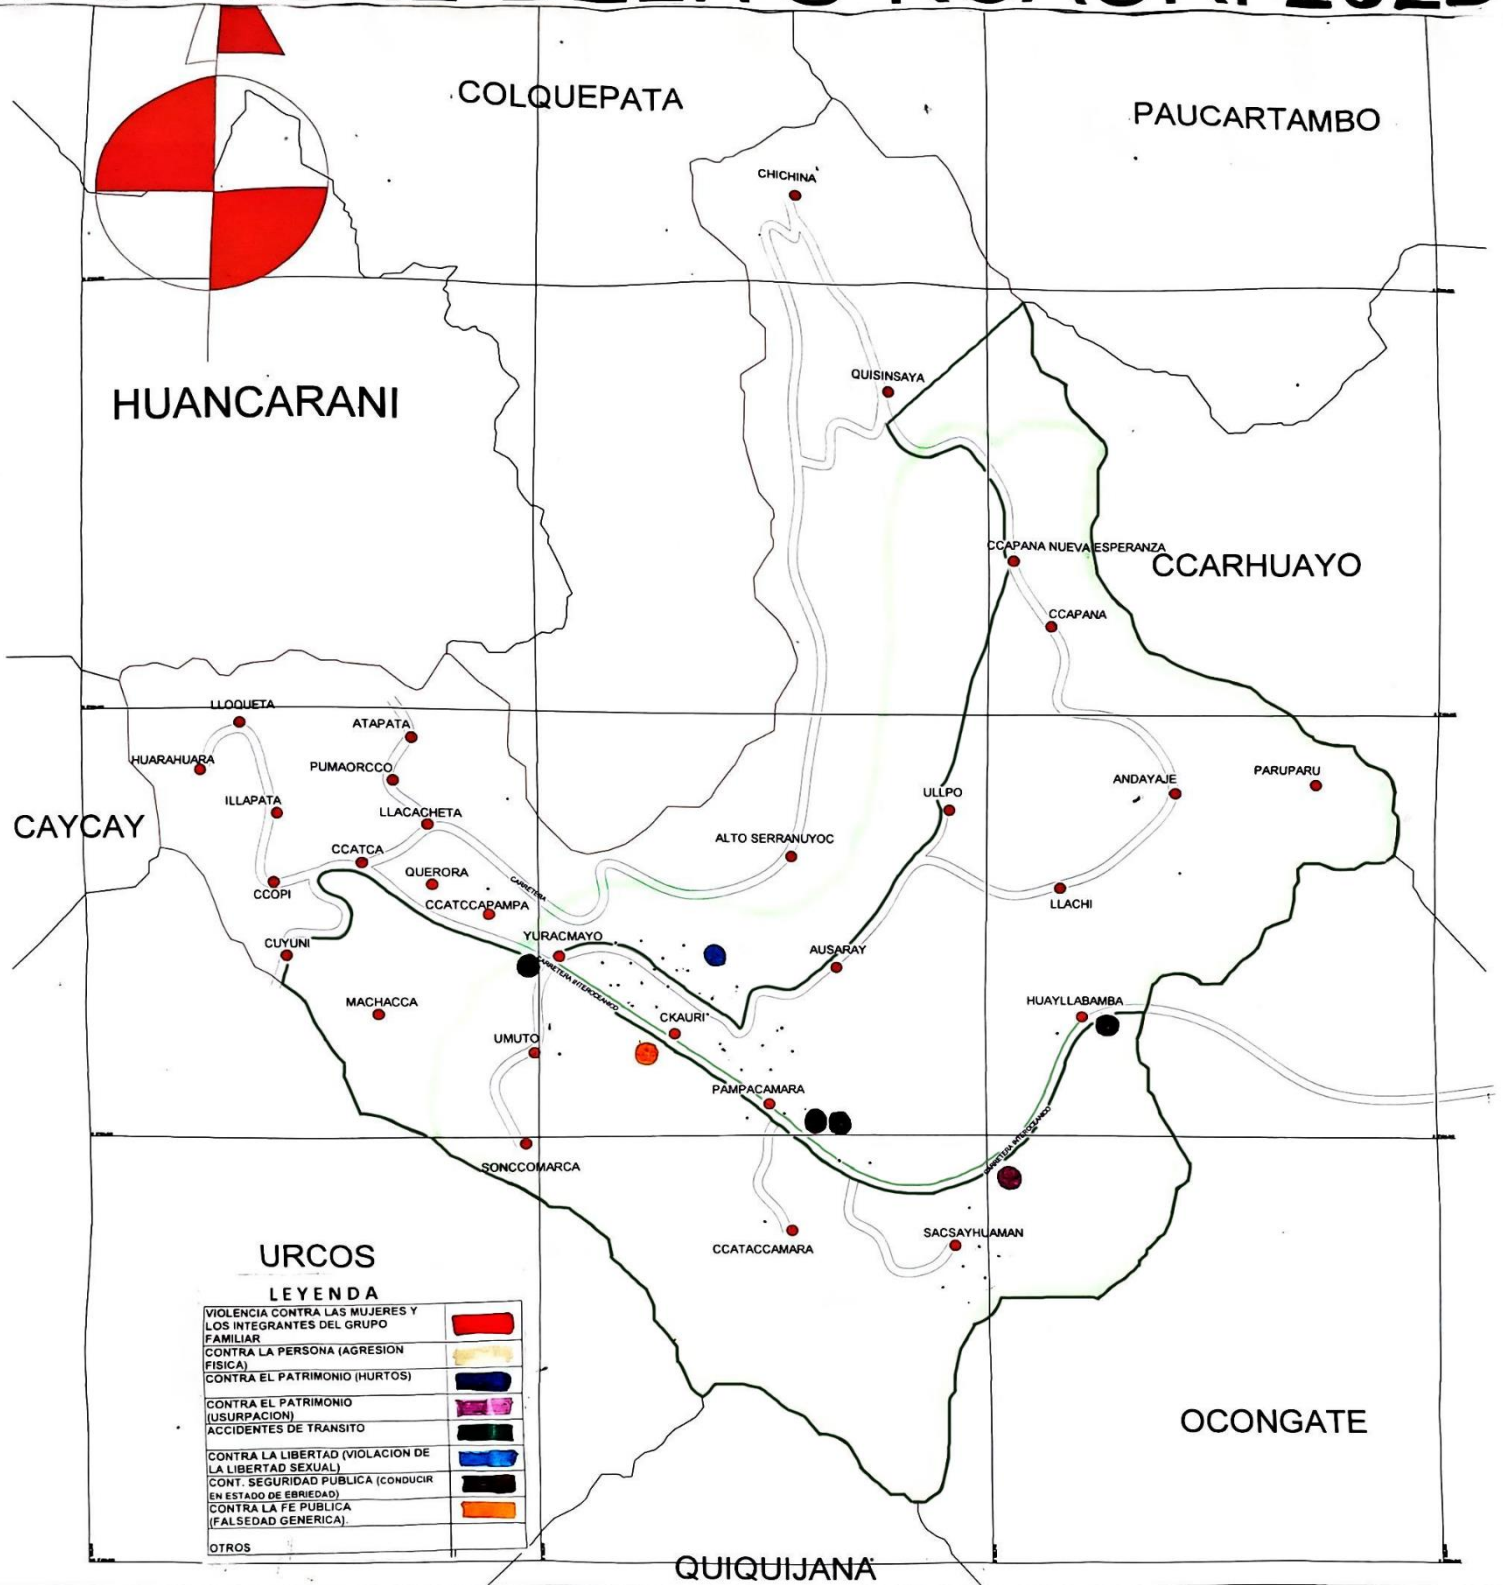 COLQUEPATA
PAUCARTAMBO
CHICHINA
HUANCARANI
QUISINSAYA
CCAPANA NUEVA ESPERANZA
CCARHUAYO
CCAPANA
LLOQUETA
ATAPATA
HUARAHUARA
PUMAORCCO
ANDAYAJE
PARUPARU
ILLAPATA
LLACACHETA
ULLPO
CAYCAY
ALTO SERRANUYOC
CCATCA
QUERORA
CARRETERA
CCOPI
CCATCCAPAMPA
LLACHI
CUYUNI
YURACMAYO
AUSARAY
CARRETERA INTEROCEANICO
MACHACCA
CKAURI
HUAYLLABAMBA
UMUTO
PAMPACAMARA
CARRETERA INTEROCEANICO
SONCCOMARCA
CCATACCAMARA
SACSAYHUAMAN
URCOS
LEYENDA
VIOLENCIA CONTRA LAS MUJERES Y
LOS INTEGRANTES DEL GRUPO
FAMILIAR
CONTRA LA PERSONA (AGRESION
FISICA)
CONTRA EL PATRIMONIO (HURTOS)
CONTRA EL PATRIMONIO
(USURPACION)
ACCIDENTES DE TRANSITO
CONTRA LA LIBERTAD (VIOLACION DE
LA LIBERTAD SEXUAL)
CONT. SEGURIDAD PUBLICA (CONDUCIR
EN ESTADO DE EBRIEDAD)
CONTRA LA FE PUBLICA
(FALSEDAD GENERICA).
OTROS
OCONGATE
QUIQUIJANA